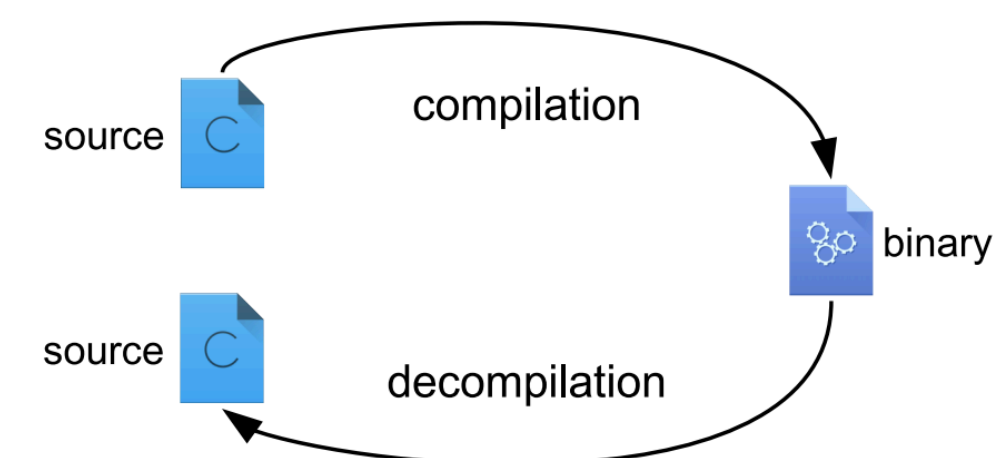 compilation
source
C
binary
source
C
decompilation